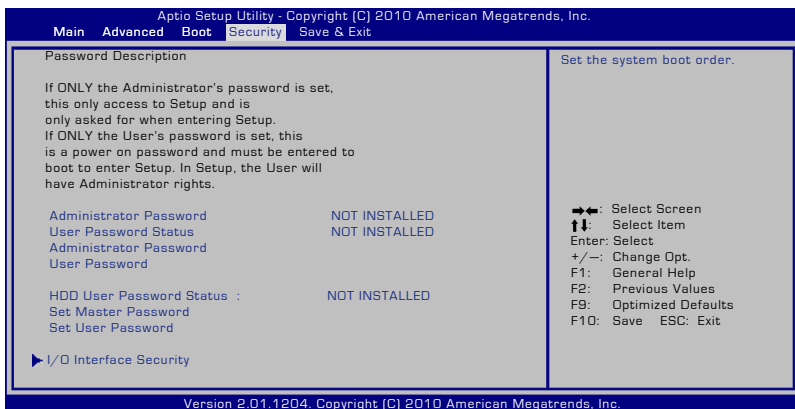 Aptio Setup Utility - Copyright (C) 2010 American Megatrends, Inc.
Main Advanced Boot Security Save & Exit
Password Description
If ONLY the Administrator's password is set,
this only access to Setup and is
only asked for when entering Setup.
If ONLY the User's password is set, this
is a power on password and must be entered to
boot to enter Setup. In Setup, the User will
have Administrator rights.
Administrator Password NOT INSTALLED
User Password Status NOT INSTALLED
Administrator Password
User Password
HDD User Password Status : NOT INSTALLED
Set Master Password
Set User Password
I/O Interface Security
Set the system boot order.
→←: Select Screen
↑↓: Select Item
Enter: Select
+/—: Change Opt.
F1: General Help
F2: Previous Values
F9: Optimized Defaults
F10: Save ESC: Exit
Version 2.01.1204. Copyright (C) 2010 American Megatrends, Inc.